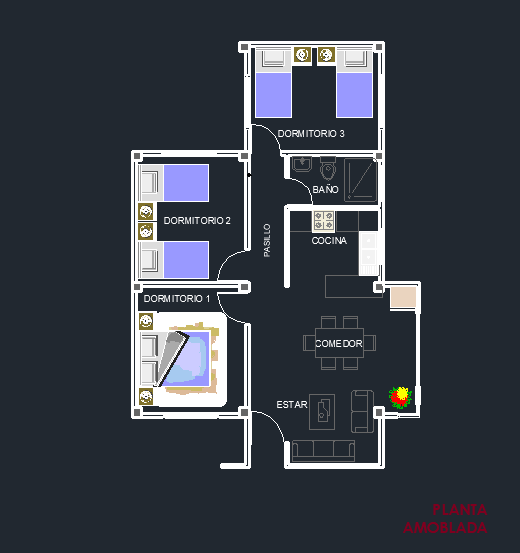 DORMITORIO 3
BAÑO
DORMITORIO 2
PASILLO
COCINA
DORMITORIO 1
COMEDOR
ESTAR
PLANTA
AMOBLADA